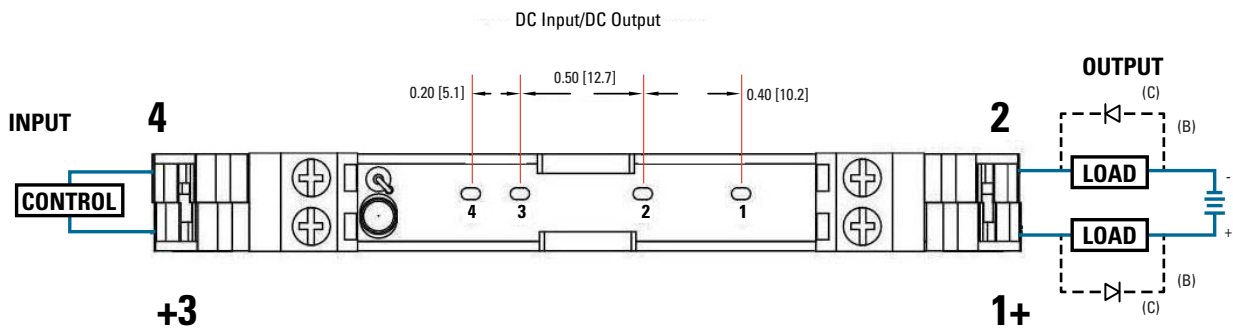 DC Input/DC Output
0.20 [5.1]
0.50 [12.7]
0.40 [10.2]
OUTPUT
INPUT
4
2
(C)
(B)
CONTROL
4
3
2
1
LOAD
-
LOAD
+
(B)
(C)
+3
1+